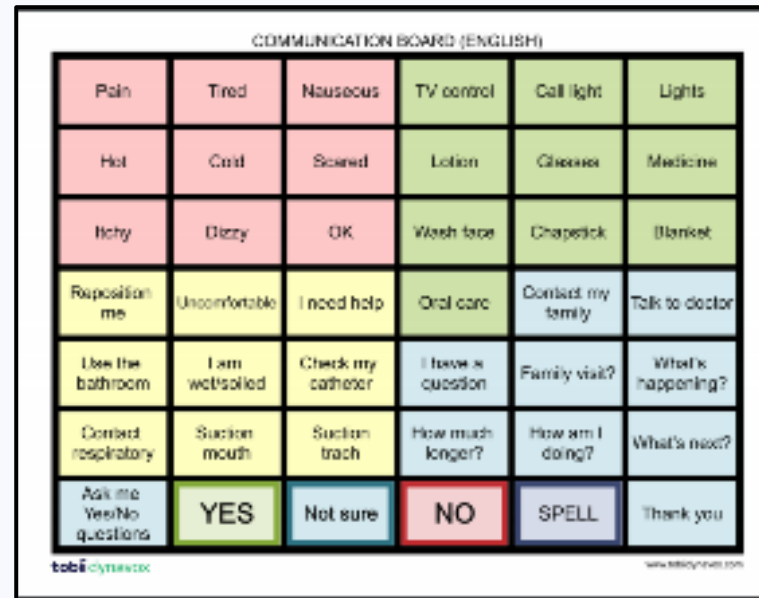 COMMUNICATION BOARD (ENGLISH)
Pain Tired Nauseous TV control Call light Lights
Hot Cold Scared Lotion Glasses Medicine
Itchy Dizzy OK Wash face Chapstick Blanket
Reposition me Uncomfortable I need help Oral care Contact my family Talk to doctor
Use the bathroom I am wet/soiled Check my catheter I have a question Family visit? What's happening?
Contact respiratory Suction mouth Suction trach How much longer? How am I doing? What's next?
Ask me Yes/No questions YES Not sure NO SPELL Thank you
tobii dynavox www.tobiidynavox.com